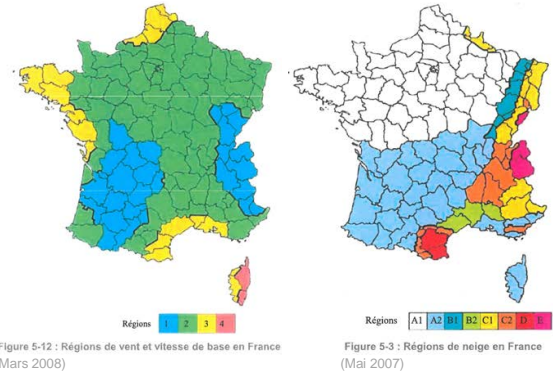 Régions 1 2 3 4
Figure 5-12 : Régions de vent et vitesse de base en France
Mars 2008)
Régions A1 A2 B1 B2 C1 C2 D E
Figure 5-3 : Régions de neige en France
(Mai 2007)